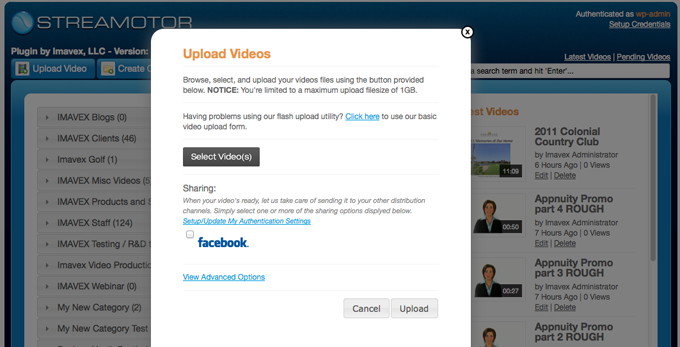 STREAMOTOR
Authenticated as wp-admin
Setup Credentials
Plugin by Imavex, LLC - Version:
Latest Videos | Pending Videos
Upload Video
Create C
a search term and hit 'Enter'...
X
Upload Videos
Browse, select, and upload your videos files using the button provided
below. NOTICE: You're limited to a maximum upload filesize of 1GB.
Having problems using our flash upload utility? Click here to use our basic
video upload form.
Select Video(s)
Sharing:
When your video's ready, let us take care of sending it to your other distribution
channels. Simply select one or more of the sharing options displyed below.
Setup/Update My Authentication Settings
facebook.
View Advanced Options
Cancel
Upload
IMAVEX Blogs (0)
IMAVEX Clients (46)
Imavex Golf (1)
IMAVEX Misc Videos (5
IMAVEX Products and S
IMAVEX Staff (124)
IMAVEX Testing / R&D
Imavex Video Productio
IMAVEX Webinar (0)
My New Category (2)
My New Category Test
est Videos
11:09
2011 Colonial
Country Club
by Imavex Administrator
6 Hours Ago | 0 Views
Edit | Delete
00:50
Appnuity Promo
part 4 ROUGH
by Imavex Administrator
7 Hours Ago | 0 Views
Edit | Delete
00:27
Appnuity Promo
part 3 ROUGH
by Imavex Administrator
7 Hours Ago | 0 Views
Edit | Delete
Appnuity Promo
part 2 ROUGH